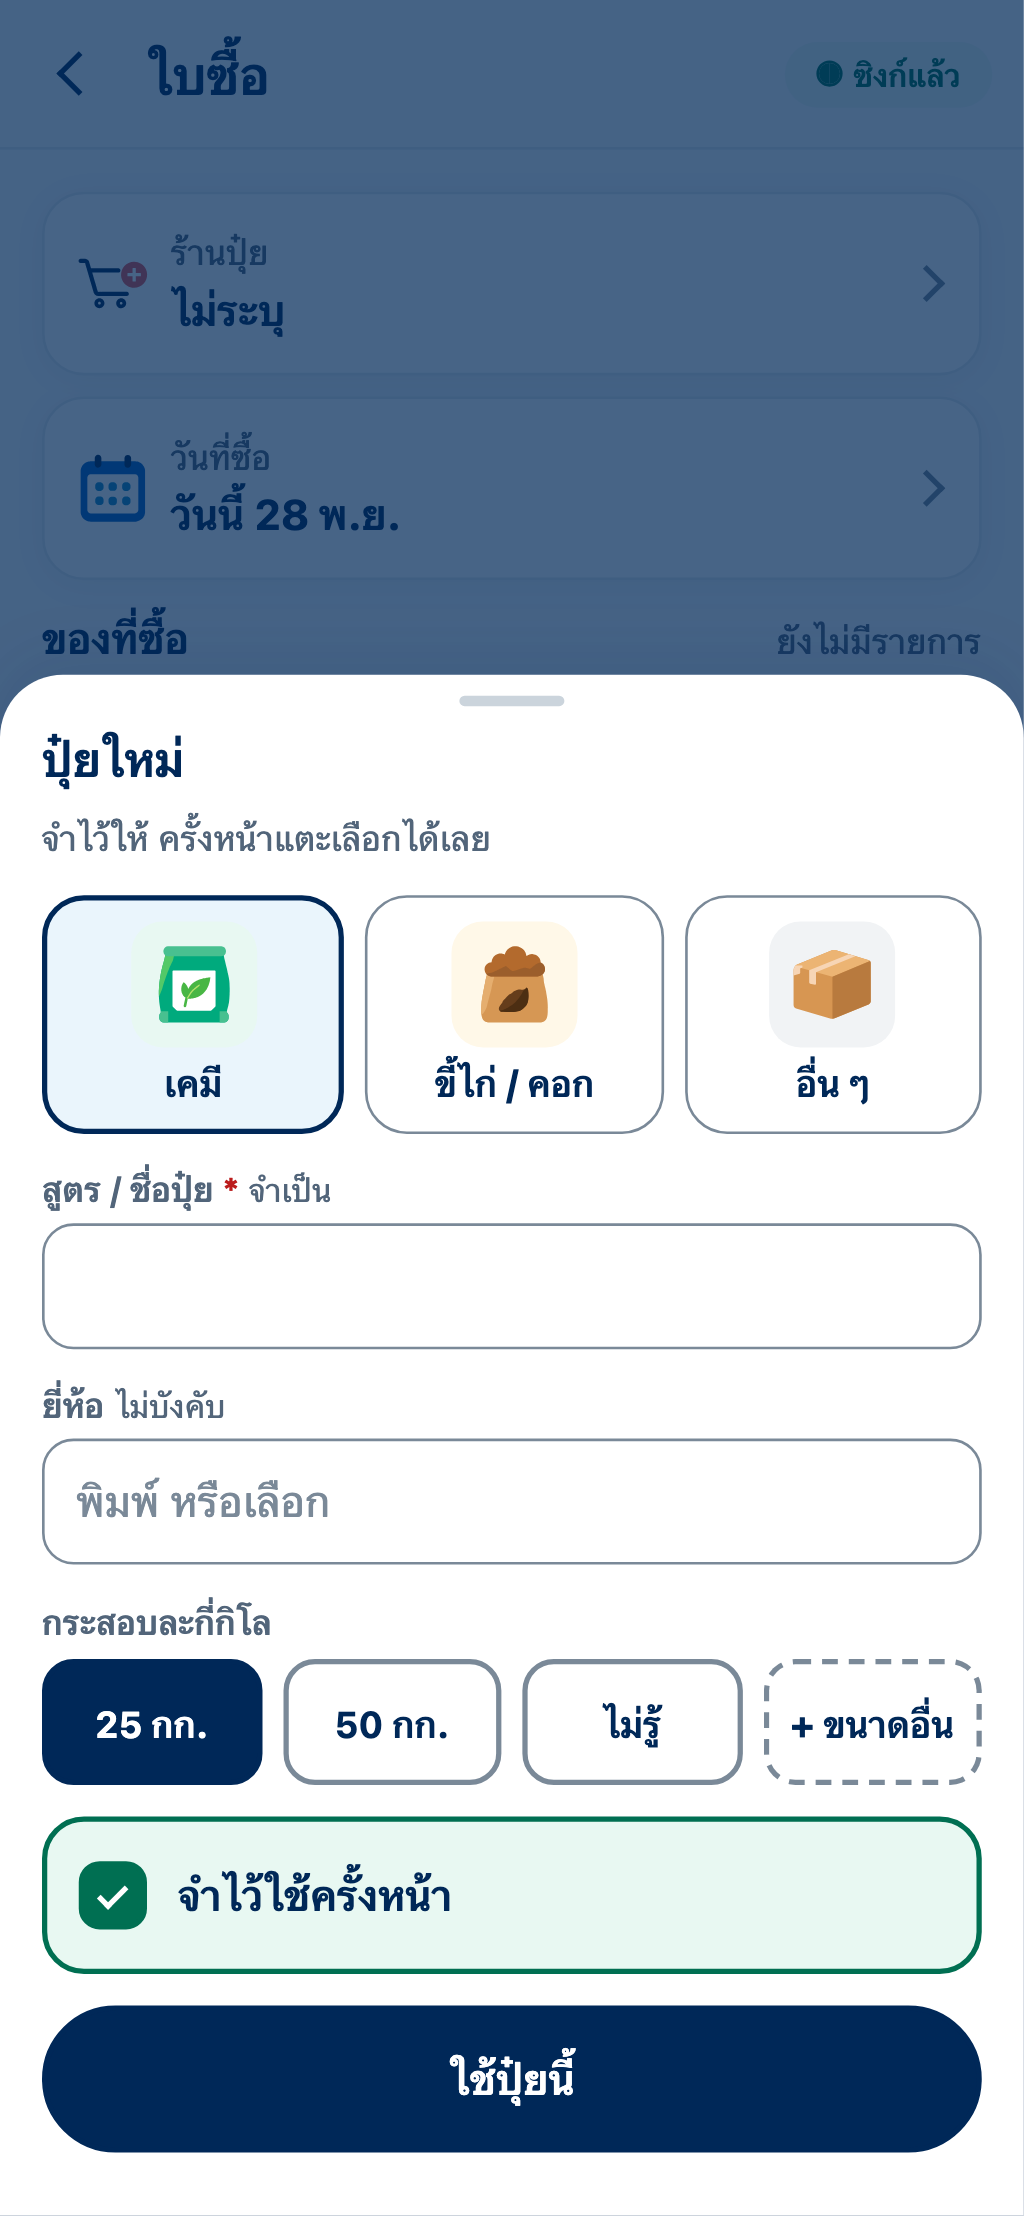 ใบซื้อ
ซิงก์แล้ว
ร้านปุ๋ย
ไม่ระบุ
วันที่ซื้อ
วันนี้ 28 พ.ย.
ของที่ซื้อ
ยังไม่มีรายการ
ปุ๋ยใหม่
จำไว้ให้ ครั้งหน้าแตะเลือกได้เลย
เคมี
ขี้ไก่ / คอก
อื่น ๆ
สูตร / ชื่อปุ๋ย * จำเป็น
ยี่ห้อ ไม่บังคับ
พิมพ์ หรือเลือก
กระสอบละกี่กิโล
25 กก.
50 กก.
ไม่รู้
+ ขนาดอื่น
จำไว้ใช้ครั้งหน้า
ใช้ปุ๋ยนี้